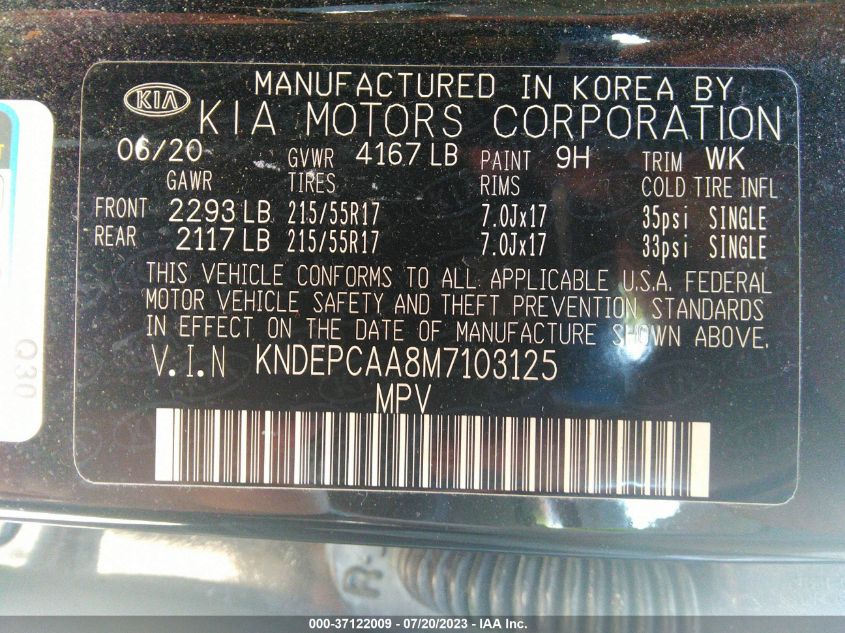 MANUFACTURED IN KOREA BY
KIA KIA MOTORS CORPORATION
06/20 GVWR 4167 LB PAINT 9H TRIM WK
GAWR TIRES RIMS COLD TIRE INFL
FRONT 2293 LB 215/55R17 7.0Jx17 35psi SINGLE
REAR 2117 LB 215/55R17 7.0Jx17 33psi SINGLE
THIS VEHICLE CONFORMS TO ALL APPLICABLE U.S.A. FEDERAL
MOTOR VEHICLE SAFETY AND THEFT PREVENTION STANDARDS
IN EFFECT ON THE DATE OF MANUFACTURE SHOWN ABOVE.
V.I.N KNDEPCAA8M7103125
MPV
Q30
000-37122009 - 07/20/2023 - IAA Inc.